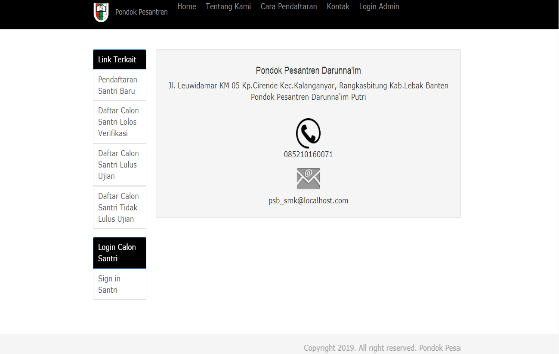 Pondok Pesantren
Home Tentang Kami Cara Pendaftaran Kontak Login Admin
Link Terkait
Pendaftaran
Santri Baru
Daftar Calon
Santri Lolos
Verifikasi
Daftar Calon
Santri Lulus
Ujian
Daftar Calon
Santri Tidak
Lulus Ujian
Login Calon
Santri
Sign in
Santri
Pondok Pesantren Darunna'im
Jl. Leuwidamar KM 05 Kp.Cirende Kec.Kalanganyar, Rangkasbitung Kab.Lebak Banten
Pondok Pesantren Darunna'im Putri
085210160071
psb_smk@localhost.com
Copyright 2019. All right reserved. Pondok Pesai